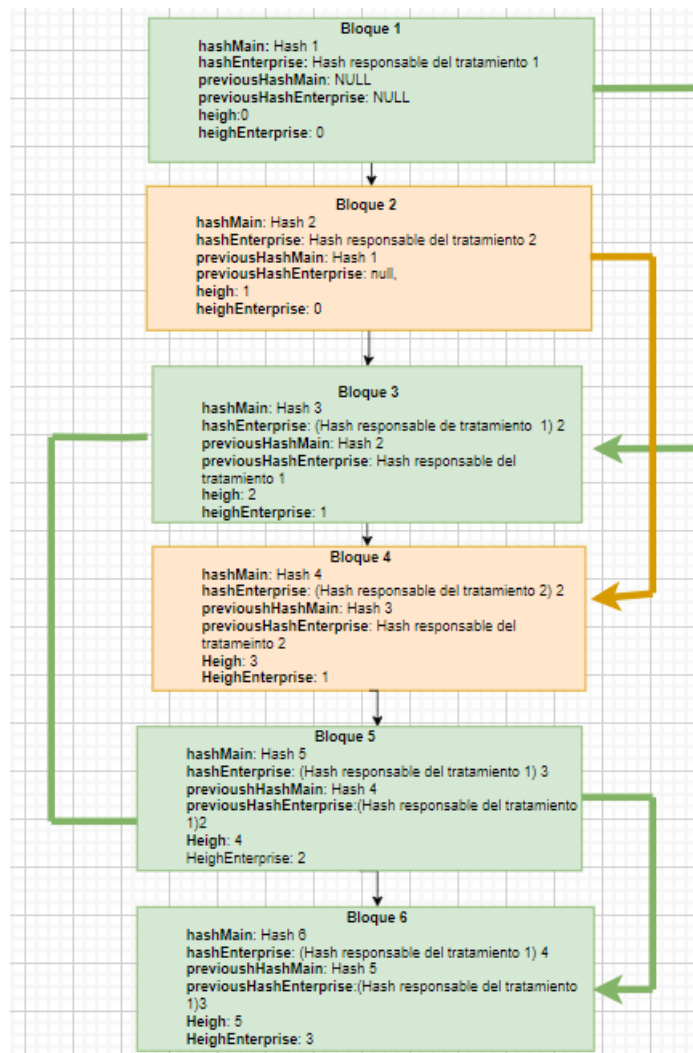 Bloque 1
hashMain: Hash 1
hashEnterprise: Hash responsable del tratamiento 1
previousHashMain: NULL
previousHashEnterprise: NULL
heigh:0
heighEnterprise: 0
Bloque 2
hashMain: Hash 2
hashEnterprise: Hash responsable del tratamiento 2
previousHashMain: Hash 1
previousHashEnterprise: null,
heigh: 1
heighEnterprise: 0
Bloque 3
hashMain: Hash 3
hashEnterprise: (Hash responsable de tratamiento 1) 2
previousHashMain: Hash 2
previousHashEnterprise: Hash responsable del
tratamiento 1
heigh: 2
heighEnterprise: 1
Bloque 4
hashMain: Hash 4
hashEnterprise: (Hash responsable del tratamiento 2) 2
previoushHashMain: Hash 3
previousHashEnterprise: Hash responsable del
tratameinto 2
Heigh: 3
HeighEnterprise: 1
Bloque 5
hashMain: Hash 5
hashEnterprise: (Hash responsable del tratamiento 1) 3
previoushHashMain: Hash 4
previousHashEnterprise:(Hash responsable del tratamiento
1)2
Heigh: 4
HeighEnterprise: 2
Bloque 6
hashMain: Hash 6
hashEnterprise: (Hash responsable del tratamiento 1) 4
previoushHashMain: Hash 5
previousHashEnterprise:(Hash responsable del tratamiento
1)3
Heigh: 5
HeighEnterprise: 3